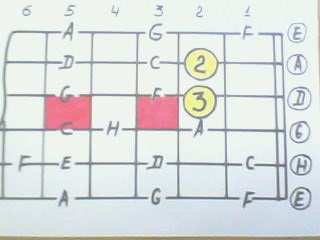 6 5 4 3 2 1
A G F E
D C 2 A
G F 3 D
C H A G
F E D C H
A G F E